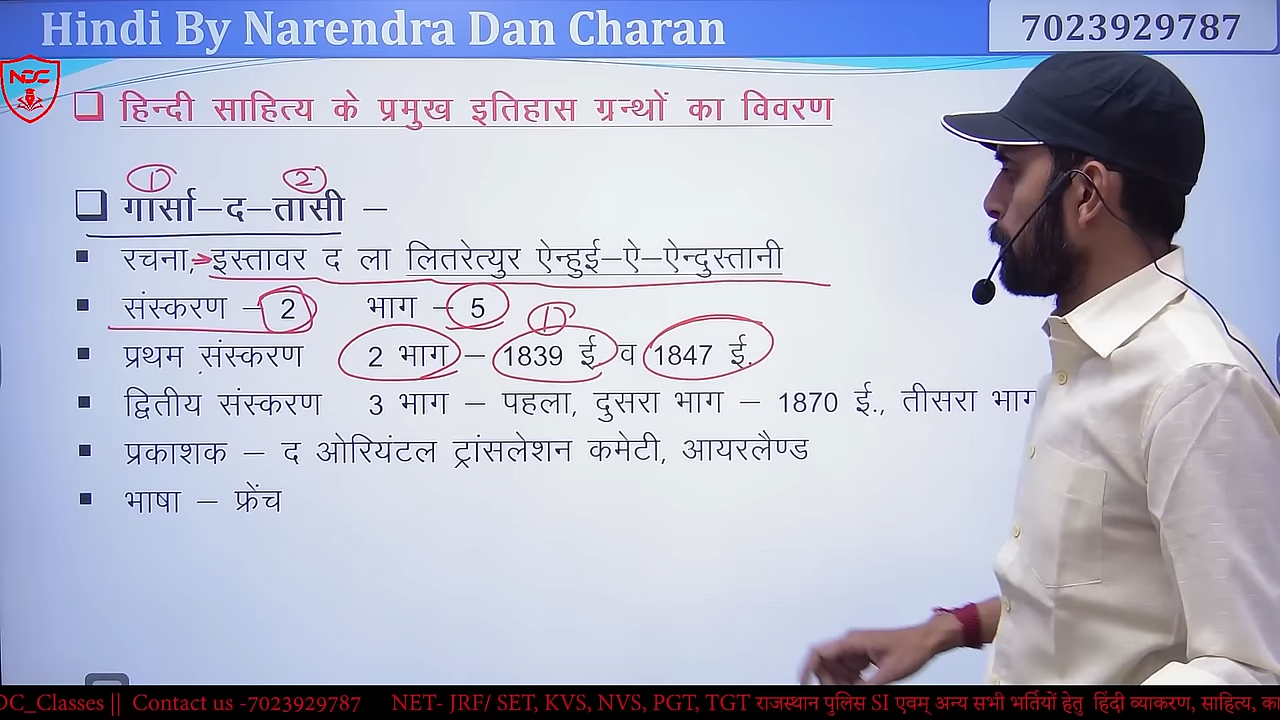 Hindi By Narendra Dan Charan
7023929787
NDC
हिन्दी साहित्य के प्रमुख इतिहास ग्रन्थों का विवरण
1 2
गार्सा–द–तासी –
रचना, इस्तावर द ला लितरेत्युर ऐन्हुई–ऐ–ऐन्दुस्तानी
संस्करण – 2 भाग – 5
1
प्रथम संस्करण 2 भाग – 1839 ई. व 1847 ई.
द्वितीय संस्करण 3 भाग – पहला, दुसरा भाग – 1870 ई., तीसरा भाग
प्रकाशक – द ओरियंटल ट्रांसलेशन कमेटी, आयरलैण्ड
भाषा – फ्रेंच
DC_Classes || Contact us -7023929787 NET- JRF/ SET, KVS, NVS, PGT, TGT राजस्थान पुलिस SI एवम् अन्य सभी भर्तियों हेतु हिंदी व्याकरण, साहित्य,